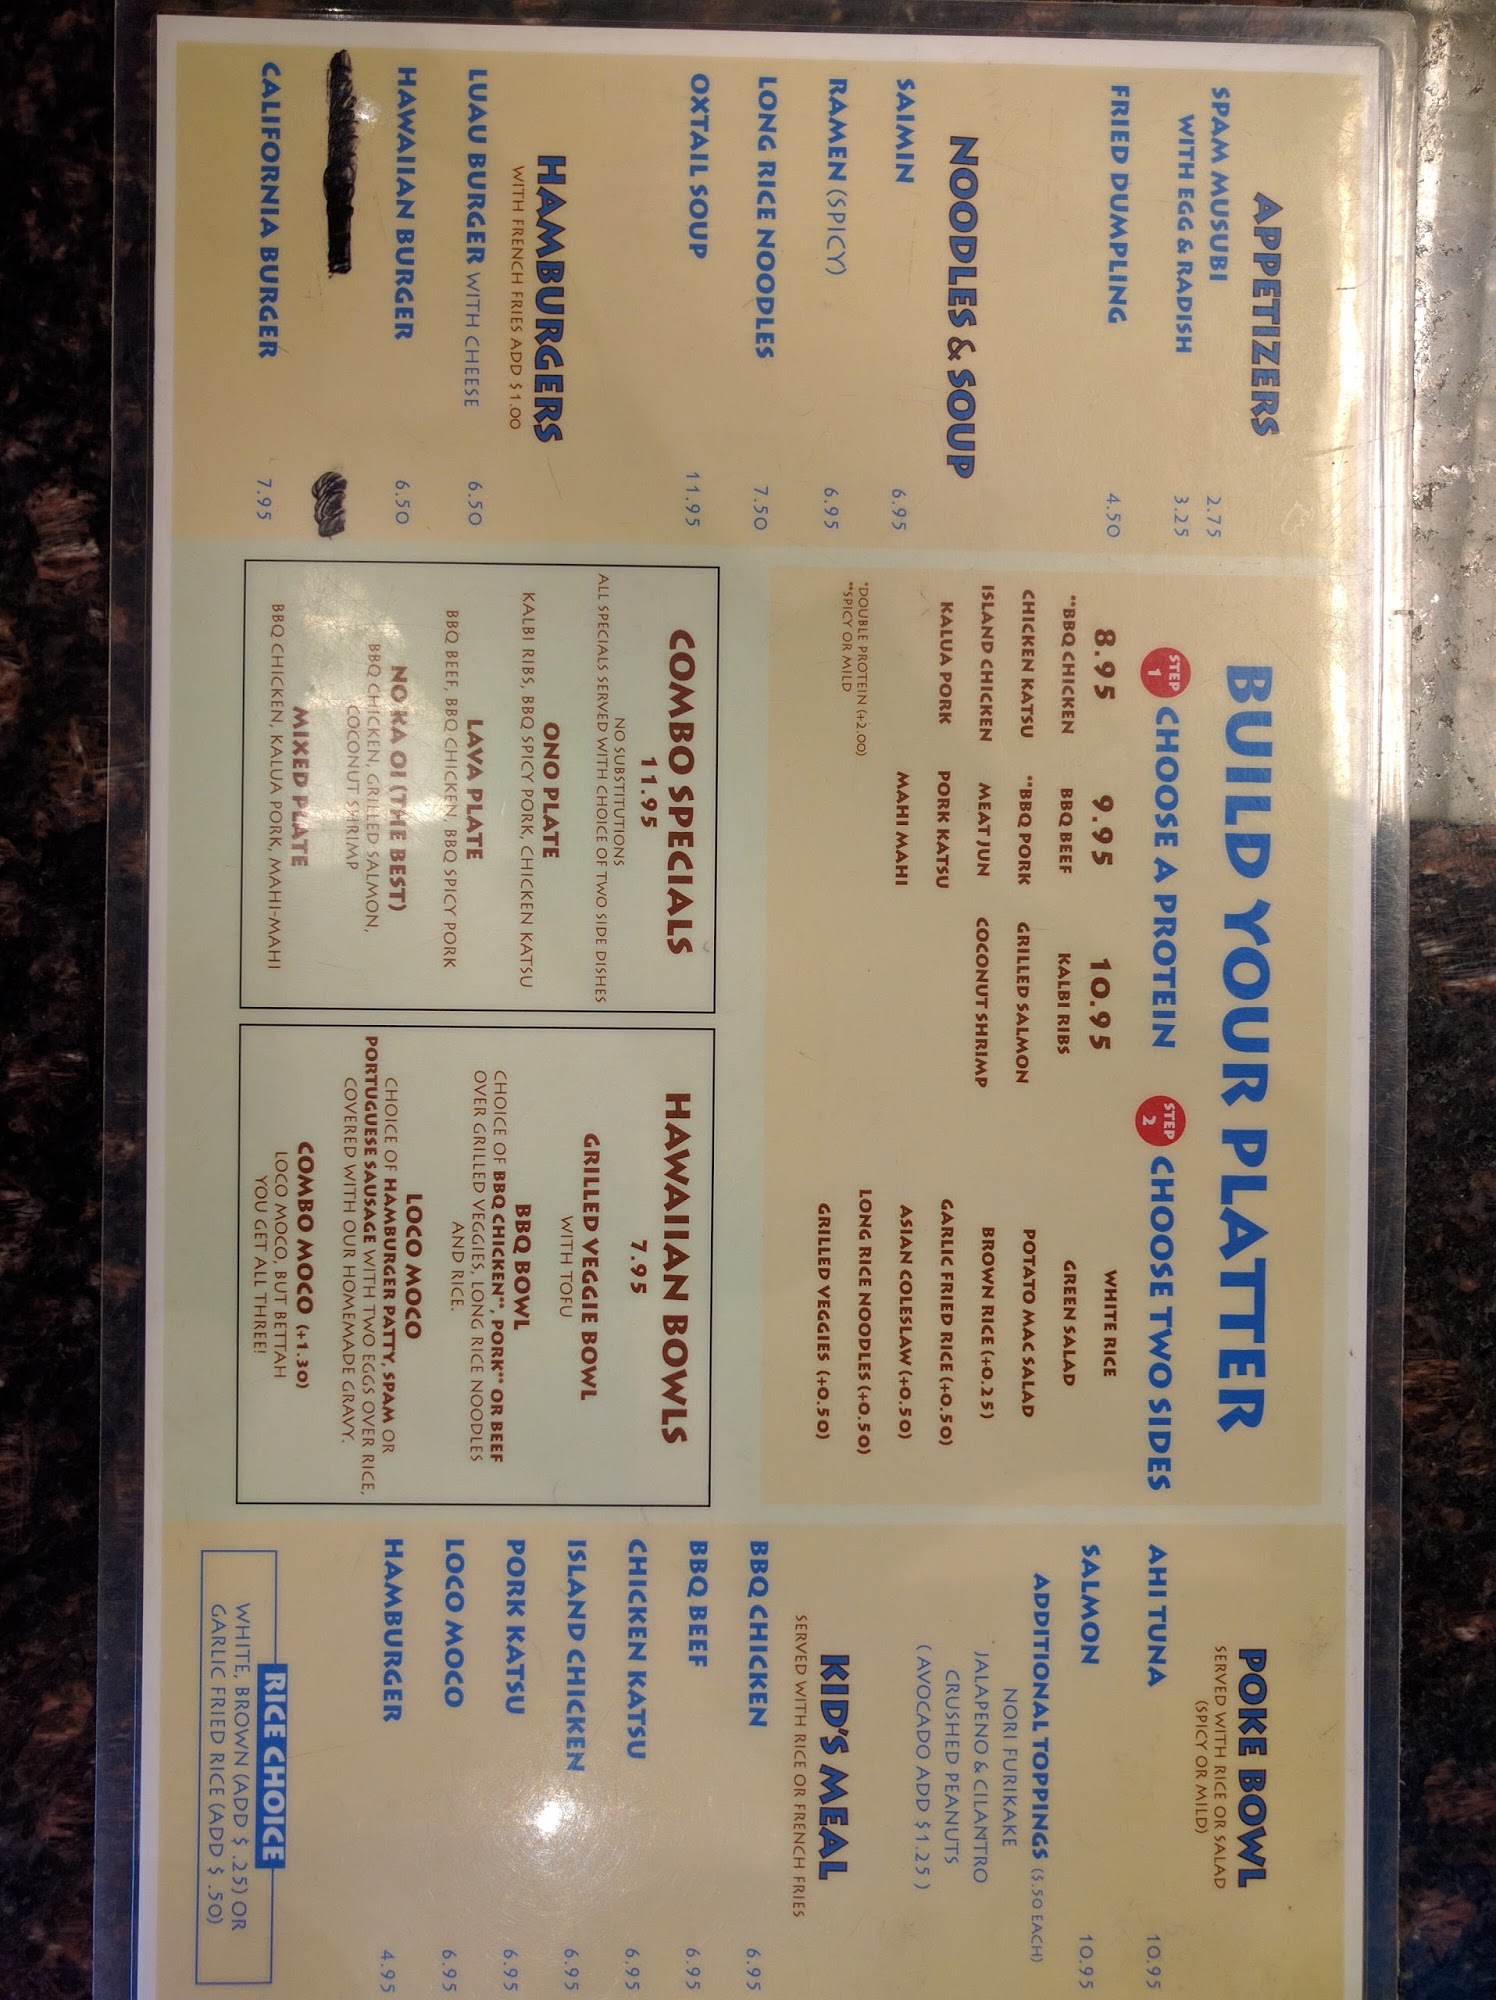 APPETIZERS
SPAM MUSUBI 2.75
WITH EGG & RADISH 3.25
FRIED DUMPLING 4.50
NOODLES & SOUP
SAIMIN 6.95
RAMEN (SPICY) 6.95
LONG RICE NOODLES 7.50
OXTAIL SOUP 11.95
HAMBURGERS
WITH FRENCH FRIES ADD $1.00
LUAU BURGER WITH CHEESE 6.50
HAWAIIAN BURGER 6.50
CALIFORNIA BURGER 7.95
BUILD YOUR PLATTER
STEP 1 CHOOSE A PROTEIN
8.95
**BBQ CHICKEN
CHICKEN KATSU
ISLAND CHICKEN
KALUA PORK
9.95
BBQ BEEF
**BBQ PORK
MEAT JUN
PORK KATSU
MAHI MAHI
10.95
KALBI RIBS
GRILLED SALMON
COCONUT SHRIMP
*DOUBLE PROTEIN (+2.00)
**SPICY OR MILD
STEP 2 CHOOSE TWO SIDES
WHITE RICE
GREEN SALAD
POTATO MAC SALAD
BROWN RICE (+0.25)
GARLIC FRIED RICE (+0.50)
ASIAN COLESLAW (+0.50)
LONG RICE NOODLES (+0.50)
GRILLED VEGGIES (+0.50)
COMBO SPECIALS
11.95
NO SUBSTITUTIONS
ALL SPECIALS SERVED WITH CHOICE OF TWO SIDE DISHES
ONO PLATE
KALBI RIBS, BBQ SPICY PORK, CHICKEN KATSU
LAVA PLATE
BBQ BEEF, BBQ CHICKEN, BBQ SPICY PORK
NO KA OI (THE BEST)
BBQ CHICKEN, GRILLED SALMON,
COCONUT SHRIMP
MIXED PLATE
BBQ CHICKEN, KALUA PORK, MAHI-MAHI
HAWAIIAN BOWLS
7.95
GRILLED VEGGIE BOWL
WITH TOFU
BBQ BOWL
CHOICE OF BBQ CHICKEN**, PORK** OR BEEF
OVER GRILLED VEGGIES, LONG RICE NOODLES
AND RICE.
LOCO MOCO
CHOICE OF HAMBURGER PATTY, SPAM OR
PORTUGUESE SAUSAGE WITH TWO EGGS OVER RICE,
COVERED WITH OUR HOMEMADE GRAVY.
COMBO MOCO (+1.30)
LOCO MOCO, BUT BETTAH
YOU GET ALL THREE!
POKE BOWL
SERVED WITH RICE OR SALAD
(SPICY OR MILD)
AHI TUNA 10.95
SALMON 10.95
ADDITIONAL TOPPINGS ($.50 EACH)
NORI FURIKAKE
JALAPENO & CILANTRO
CRUSHED PEANUTS
( AVOCADO ADD $1.25 )
KID'S MEAL
SERVED WITH RICE OR FRENCH FRIES
BBQ CHICKEN 6.95
BBQ BEEF 6.95
CHICKEN KATSU 6.95
ISLAND CHICKEN 6.95
PORK KATSU 6.95
LOCO MOCO 6.95
HAMBURGER 4.95
RICE CHOICE
WHITE, BROWN (ADD $ .25) OR
GARLIC FRIED RICE (ADD $ .50)